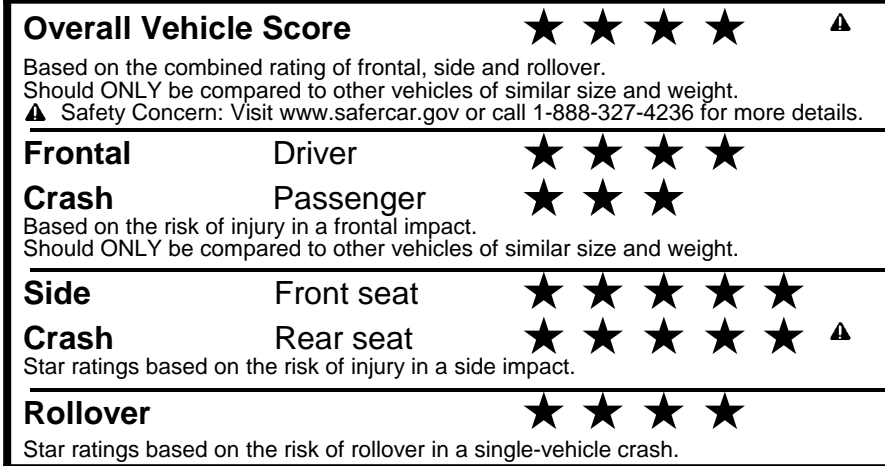 Overall Vehicle Score ★ ★ ★ ★ ⚠
Based on the combined rating of frontal, side and rollover.
Should ONLY be compared to other vehicles of similar size and weight.
⚠ Safety Concern: Visit www.safercar.gov or call 1-888-327-4236 for more details.
Frontal Driver ★ ★ ★ ★
Crash Passenger ★ ★ ★
Based on the risk of injury in a frontal impact.
Should ONLY be compared to other vehicles of similar size and weight.
Side Front seat ★ ★ ★ ★ ★
Crash Rear seat ★ ★ ★ ★ ★ ⚠
Star ratings based on the risk of injury in a side impact.
Rollover ★ ★ ★ ★
Star ratings based on the risk of rollover in a single-vehicle crash.